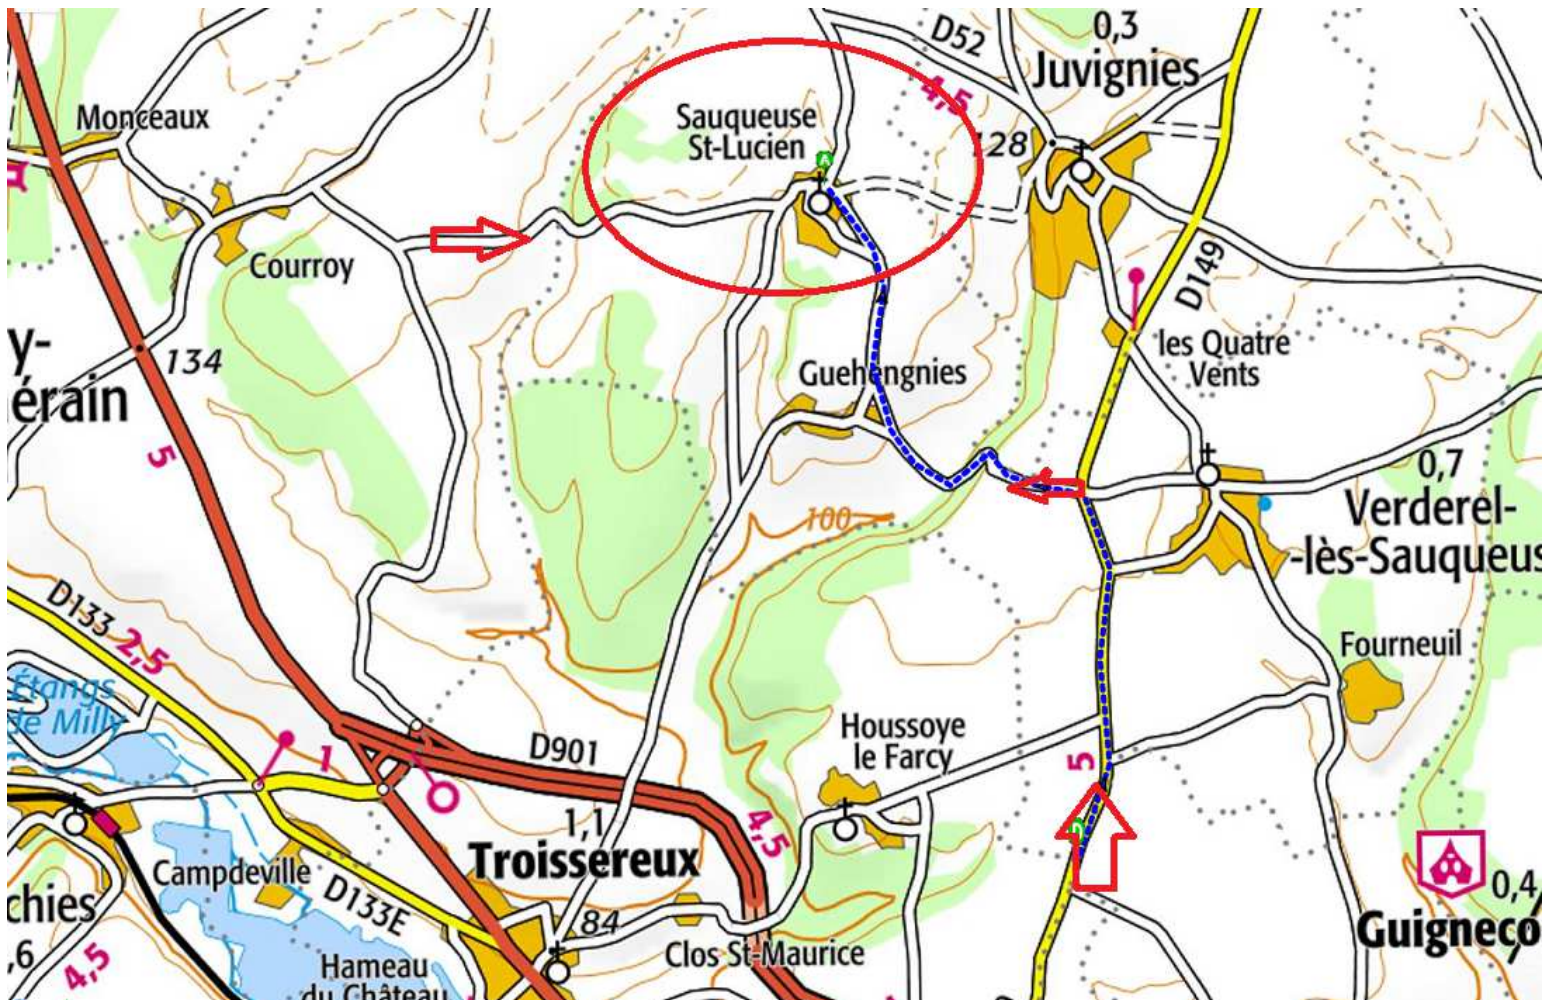 D52
0,3
Juvignies
4,5
Monceaux
Sauqueuse
St-Lucien
A
128
Courroy
D149
y-
érain
134
les Quatre
Vents
Guehengnies
5
0,7
Verderel-
-lès-Sauqueus
100
D133
2,5
Fourneuil
Étangs
de Milly
Houssoye
le Farcy
D901
1
5
4,5
1,1
Troissereux
Campdeville
D133E
84
chies
,6
4,5
Clos St-Maurice
0,4
Guigneco
Hameau
du Château